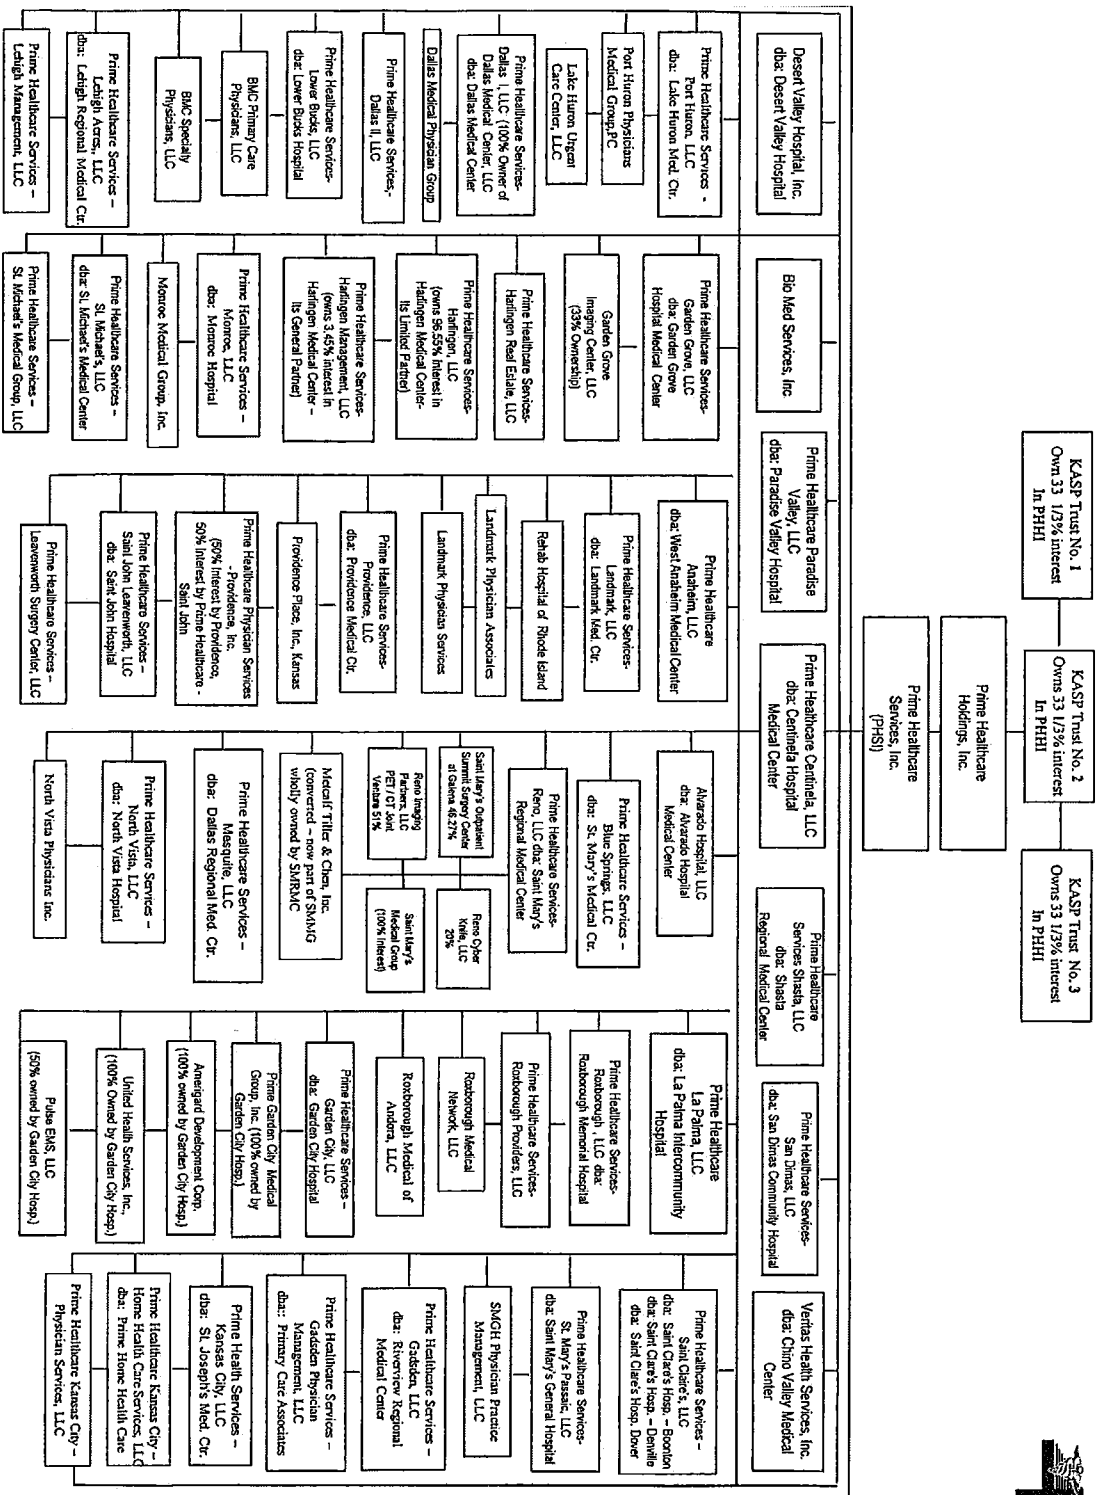 KASP Trust No. 1
Own 33 1/3% interest
In PHHI
KASP Trust No. 2
Owns 33 1/3% interest
In PHHI
KASP Trust No. 3
Owns 33 1/3% interest
In PHHI
Prime Healthcare
Holdings, Inc.
Prime Healthcare
Services, Inc.
(PHSI)
Desert Valley Hospital, Inc.
dba: Desert Valley Hospital
Bio Med Services, Inc.
Prime Healthcare Paradise
Valley, LLC
dba: Paradise Valley Hospital
Prime Healthcare Centinela, LLC
dba: Centinela Hospital
Medical Center
Prime Healthcare
Services Shasta, LLC
dba: Shasta
Regional Medical Center
Prime Healthcare Services-
San Dimas, LLC
dba: San Dimas Community Hospital
Veritas Health Services, Inc.
dba: Chino Valley Medical
Center
Prime Healthcare Services -
Port Huron, LLC
dba: Lake Huron Med. Ctr.
Port Huron Physicians
Medical Group,PC
Lake Huron Urgent
Care Center, LLC
Prime Healthcare Services-
Dallas I, LLC (100% Owner of
Dallas Medical Center, LLC
dba: Dallas Medical Center
Dallas Medical Physician Group
Prime Healthcare Services,-
Dallas II, LLC
Prime Healthcare Services-
Lower Bucks, LLC
dba: Lower Bucks Hospital
BMC Primary Care
Physicians, LLC
BMC Specialty
Physicians, LLC
Prime Healthcare Services –
Lehigh Acres,, LLC
dba: Lehigh Regional Medical Ctr.
Prime Healthcare Services –
Lehigh Management, LLC
Prime Healthcare Services-
Garden Grove, LLC
dba: Garden Grove
Hospital Medical Center
Garden Grove
Imaging Center, LLC
(33% Ownership)
Prime Healthcare Services-
Harlingen Real Estate, LLC
Prime Healthcare Services-
Harlingen, LLC
(owns 96.55% interest in
Harlingen Medical Center-
Its Limited Partner)
Prime Healthcare Services-
Harlingen Management, LLC
(owns 3.45% interest in
Harlingen Medical Center –
Its General Partner)
Prime Healthcare Services –
Monroe, LLC
dba: Monroe Hospital
Monroe Medical Group, Inc.
Prime Healthcare Services –
St. Michael's, LLC
dba: St. Michael's Medical Center
Prime Healthcare Services –
St. Michael's Medical Group, LLC
Prime Healthcare
Anaheim, LLC
dba: West Anaheim Medical Center
Prime Healthcare Services-
Landmark, LLC
dba: Landmark Med. Ctr.
Rehab Hospital of Rhode Island
Landmark Physician Associates
Landmark Physician Services
Prime Healthcare Services-
Providence, LLC
dba: Providence Medical Ctr.
Providence Place, Inc., Kansas
Prime Healthcare Physician Services
- Providence, Inc.
(50% Interest by Providence,
50% Interest by Prime Healthcare -
Saint John
Prime Healthcare Services –
Saint John Leavenworth, LLC
dba: Saint John Hospital
Prime Healthcare Services –
Leavenworth Surgery Center, LLC
Alvarado Hospital, LLC
dba: Alvarado Hospital
Medical Center
Prime Healthcare Services –
Blue Springs, LLC
dba: St. Mary's Medical Ctr.
Prime Healthcare Services-
Reno, LLC dba: Saint Mary's
Regional Medical Center
Saint Mary's Outpatient
Summit Surgery Center
at Galena 46.27%
Reno Cyber
Knife, LLC
20%
Reno Imaging
Partners, LLC
PET / CT Joint
Venture 51%
Saint Mary's
Medical Group
(100% Interest)
Metcalf Tiller & Chen, Inc.
(converted – now part of SMMG
wholly owned by SMRMC
Prime Healthcare Services –
Mesquite, LLC
dba: Dallas Regional Med. Ctr.
Prime Healthcare Services –
North Vista, LLC
dba: North Vista Hospital
North Vista Physicians Inc.
Prime Healthcare
La Palma, LLC
dba: La Palma Intercommunity
Hospital
Prime Healthcare Services-
Roxborough , LLC dba:
Roxborough Memorial Hospital
Prime Healthcare Services-
Roxborough Providers, LLC
Roxborough Medical
Network, LLC
Roxborough Medical of
Andora, LLC
Prime Healthcare Services –
Garden City, LLC
dba: Garden City Hospital
Prime Garden City Medical
Group, Inc. (100% owned by
Garden City Hosp.)
Amerigard Development Corp.
(100% owned by Garden City Hosp.)
United Health Services, Inc.,
(100% Owned by Garden City Hosp.)
Pulse EMS, LLC
(50% owned by Garden City Hosp.)
Prime Healthcare Services –
Saint Claire's, LLC
dba: Saint Clare's Hosp. – Boonton
dba: Saint Clare's Hosp. – Denville
dba: Saint Clare's Hosp. Dover
Prime Healthcare Services-
St. Mary's Passaic, LLC
dba: Saint Mary's General Hospital
SMGH Physician Practice
Management, LLC
Prime Healthcare Services –
Gadsden, LLC
dba: Riverview Regional
Medical Center
Prime Healthcare Services –
Gadsden Physician
Management, LLC
dba:: Primary Care Associates
Prime Health Services –
Kansas City, LLC
dba: St. Joseph's Med. Ctr.
Prime Healthcare Kansas City –
Home Health Care Services, LLC
dba: Prime Home Health Care
Prime Healthcare Kansas City –
Physician Services, LLC